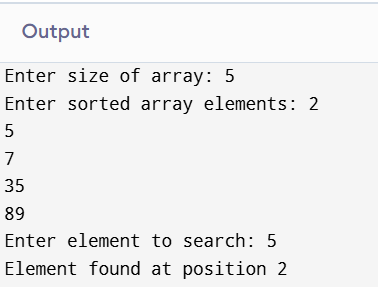 Output
Enter size of array: 5
Enter sorted array elements: 2
5
7
35
89
Enter element to search: 5
Element found at position 2